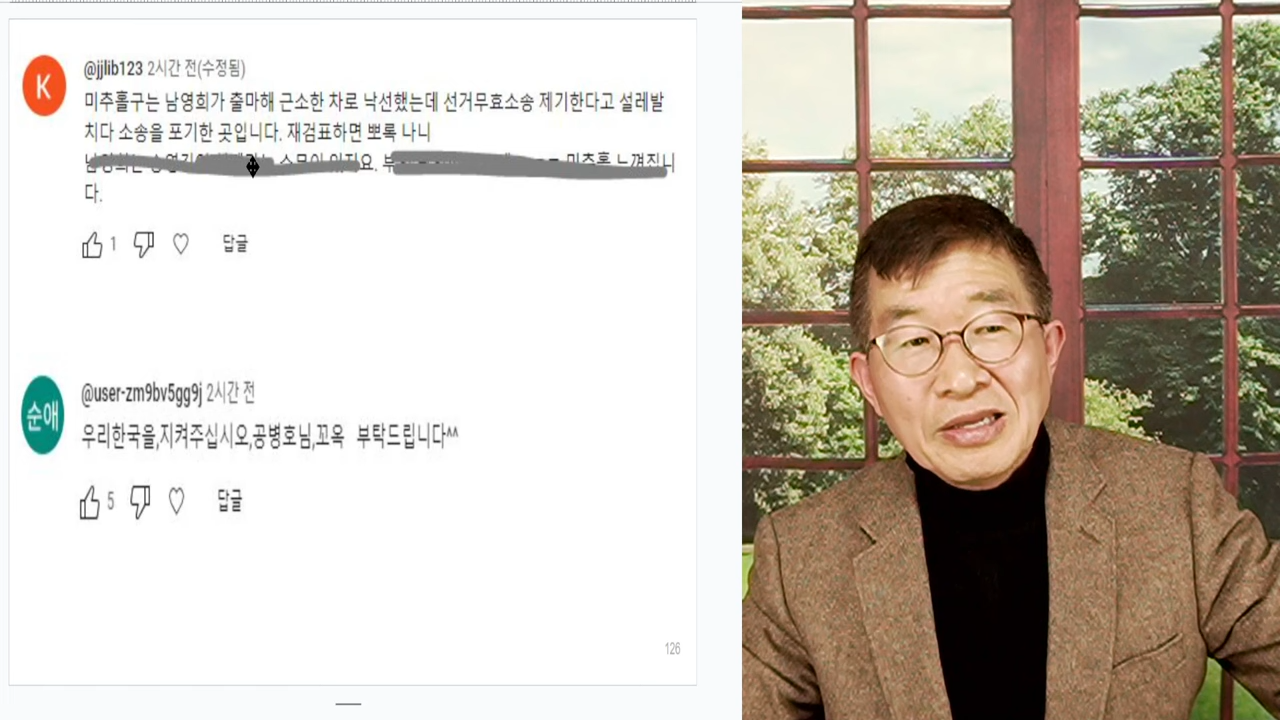 K
@jjlib123 2시간 전(수정됨)
미추홀구는 남영희가 출마해 근소한 차로 낙선했는데 선거무효소송 제기한다고 설레발
치다 소송을 포기한 곳입니다. 재검표하면 뽀록 나니
미추홀 느껴집니
다.
1
답글
순애
@user-zm9bv5gg9j 2시간 전
우리한국을,지켜주십시오,공병호님,꼬옥 부탁드립니다^^
5
답글
126